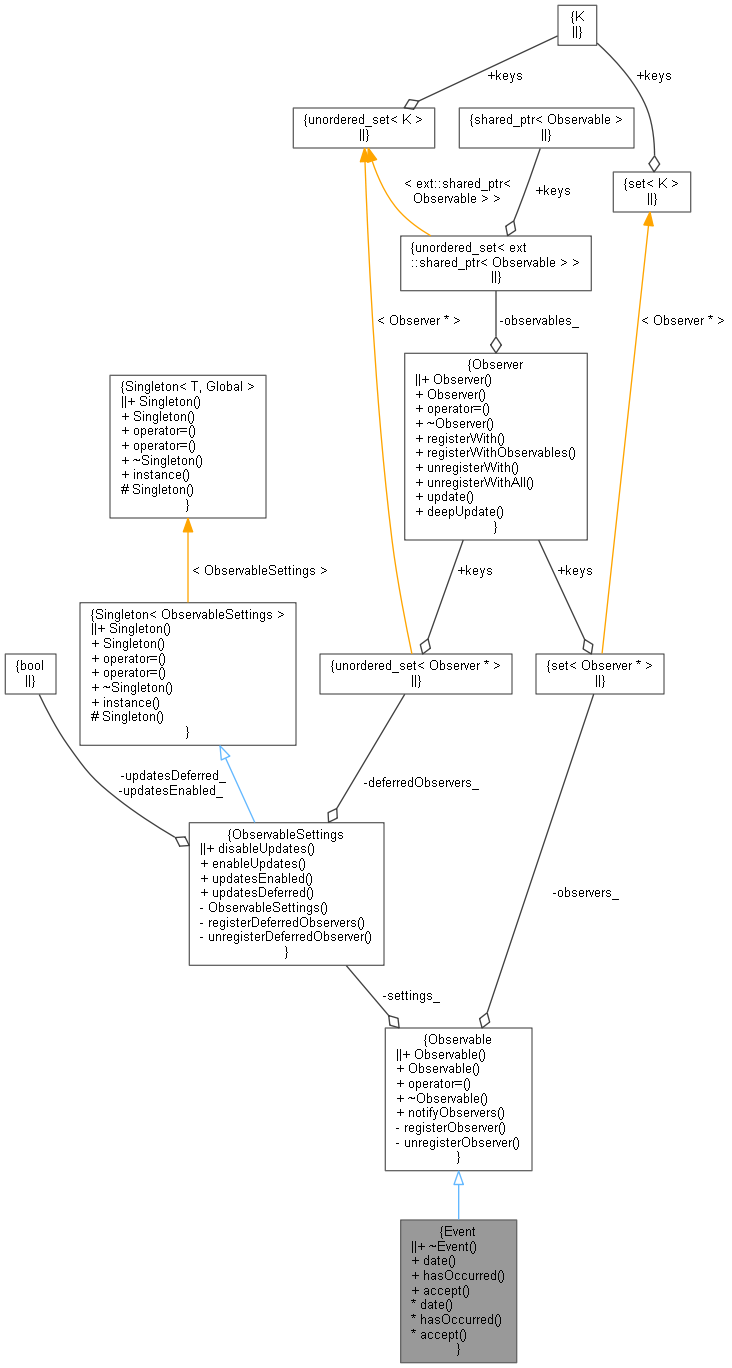 {K
||}
+keys
+keys
{unordered_set< K >
||}
{shared_ptr< Observable >
||}
{set< K >
||}
< ext::shared_ptr<
Observable > >
+keys
{unordered_set< ext
::shared_ptr< Observable > >
||}
< Observer * >
-observables_
< Observer * >
{Observer
||+ Observer()
+ Observer()
+ operator=()
+ ~Observer()
+ registerWith()
+ registerWithObservables()
+ unregisterWith()
+ unregisterWithAll()
+ update()
+ deepUpdate()
}
{Singleton< T, Global >
||+ Singleton()
+ Singleton()
+ operator=()
+ operator=()
+ ~Singleton()
+ instance()
# Singleton()
}
< ObservableSettings >
+keys
+keys
{Singleton< ObservableSettings >
||+ Singleton()
+ Singleton()
+ operator=()
+ operator=()
+ ~Singleton()
+ instance()
# Singleton()
}
{bool
||}
{unordered_set< Observer * >
||}
{set< Observer * >
||}
-updatesDeferred_
-updatesEnabled_
-deferredObservers_
{ObservableSettings
||+ disableUpdates()
+ enableUpdates()
+ updatesEnabled()
+ updatesDeferred()
- ObservableSettings()
- registerDeferredObservers()
- unregisterDeferredObserver()
}
-observers_
-settings_
{Observable
||+ Observable()
+ Observable()
+ operator=()
+ ~Observable()
+ notifyObservers()
- registerObserver()
- unregisterObserver()
}
{Event
||+ ~Event()
+ date()
+ hasOccurred()
+ accept()
* date()
* hasOccurred()
* accept()
}